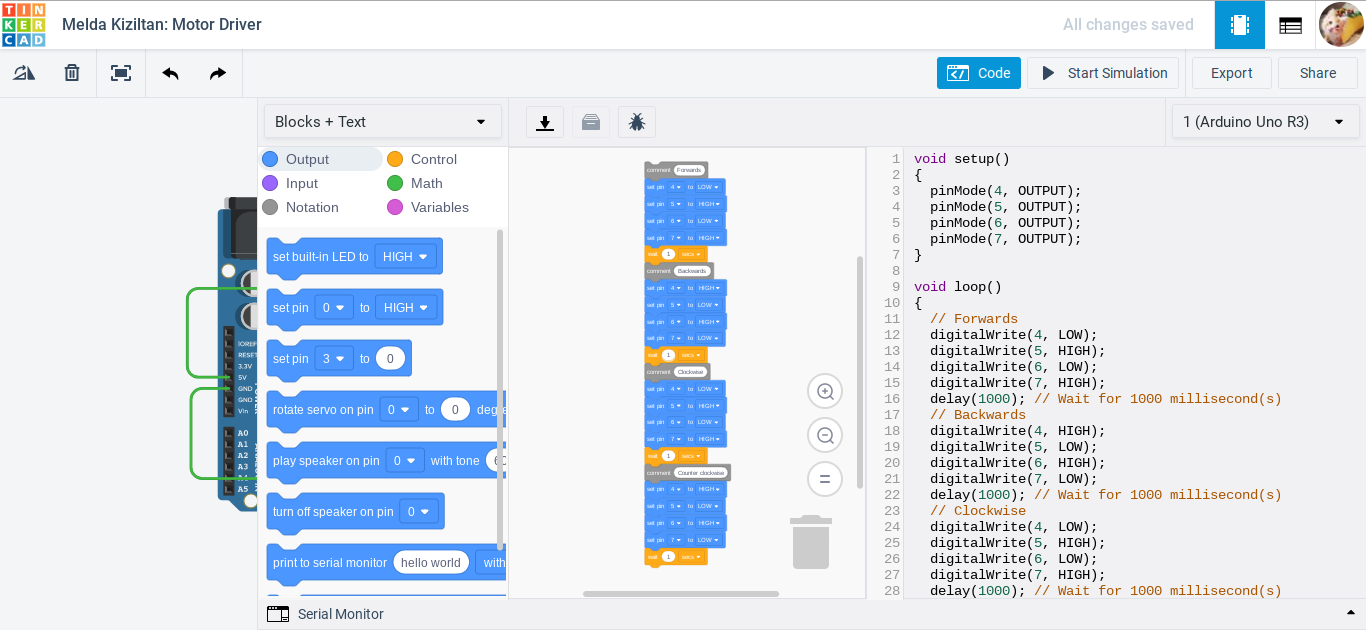 TIN
KER
CAD
Melda Kiziltan: Motor Driver
All changes saved
Code
Start Simulation
Export
Share
Blocks + Text
1 (Arduino Uno R3)
Output
Control
Input
Math
Notation
Variables
set built-in LED to HIGH
set pin 0 to HIGH
set pin 3 to 0
rotate servo on pin 0 to 0 degre
play speaker on pin 0 with tone 60
turn off speaker on pin 0
print to serial monitor hello world with
IOREF
RESET
3.3V
5V
GND
GND
Vin
A0
A1
A2
A3
A4
A5
comment Forwards
set pin 4 to LOW
set pin 5 to HIGH
set pin 6 to LOW
set pin 7 to HIGH
wait 1 secs
comment Backwards
set pin 4 to HIGH
set pin 5 to LOW
set pin 6 to HIGH
set pin 7 to LOW
wait 1 secs
comment Clockwise
set pin 4 to LOW
set pin 5 to HIGH
set pin 6 to LOW
set pin 7 to HIGH
wait 1 secs
comment Counter clockwise
set pin 4 to HIGH
set pin 5 to LOW
set pin 6 to HIGH
set pin 7 to LOW
wait 1 secs
1 void setup()
2 {
3 pinMode(4, OUTPUT);
4 pinMode(5, OUTPUT);
5 pinMode(6, OUTPUT);
6 pinMode(7, OUTPUT);
7 }
8
9 void loop()
10 {
11 // Forwards
12 digitalWrite(4, LOW);
13 digitalWrite(5, HIGH);
14 digitalWrite(6, LOW);
15 digitalWrite(7, HIGH);
16 delay(1000); // Wait for 1000 millisecond(s)
17 // Backwards
18 digitalWrite(4, HIGH);
19 digitalWrite(5, LOW);
20 digitalWrite(6, HIGH);
21 digitalWrite(7, LOW);
22 delay(1000); // Wait for 1000 millisecond(s)
23 // Clockwise
24 digitalWrite(4, LOW);
25 digitalWrite(5, HIGH);
26 digitalWrite(6, LOW);
27 digitalWrite(7, HIGH);
28 delay(1000); // Wait for 1000 millisecond(s)
Serial Monitor